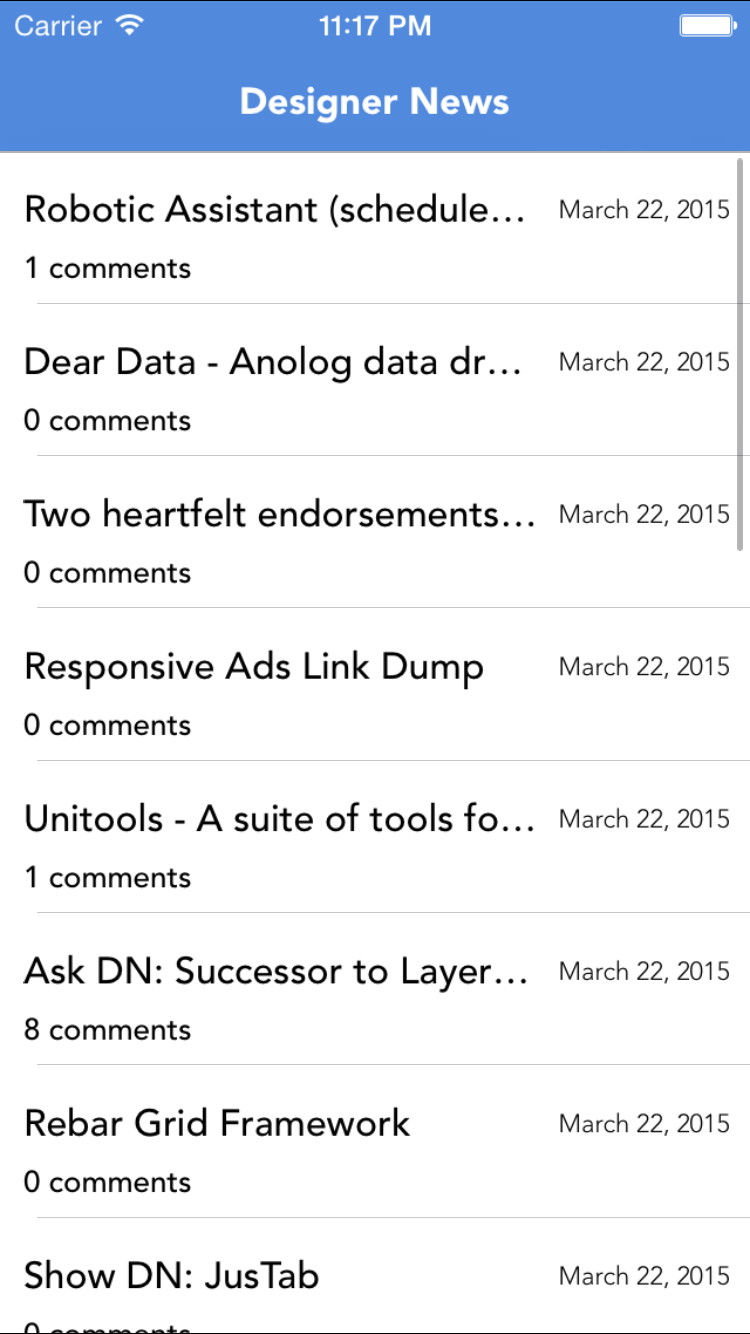 Carrier 11:17 PM
Designer News
Robotic Assistant (schedule... March 22, 2015
1 comments
Dear Data - Anolog data dr... March 22, 2015
0 comments
Two heartfelt endorsements... March 22, 2015
0 comments
Responsive Ads Link Dump March 22, 2015
0 comments
Unitools - A suite of tools fo... March 22, 2015
1 comments
Ask DN: Successor to Layer... March 22, 2015
8 comments
Rebar Grid Framework March 22, 2015
0 comments
Show DN: JusTab March 22, 2015
0 comments